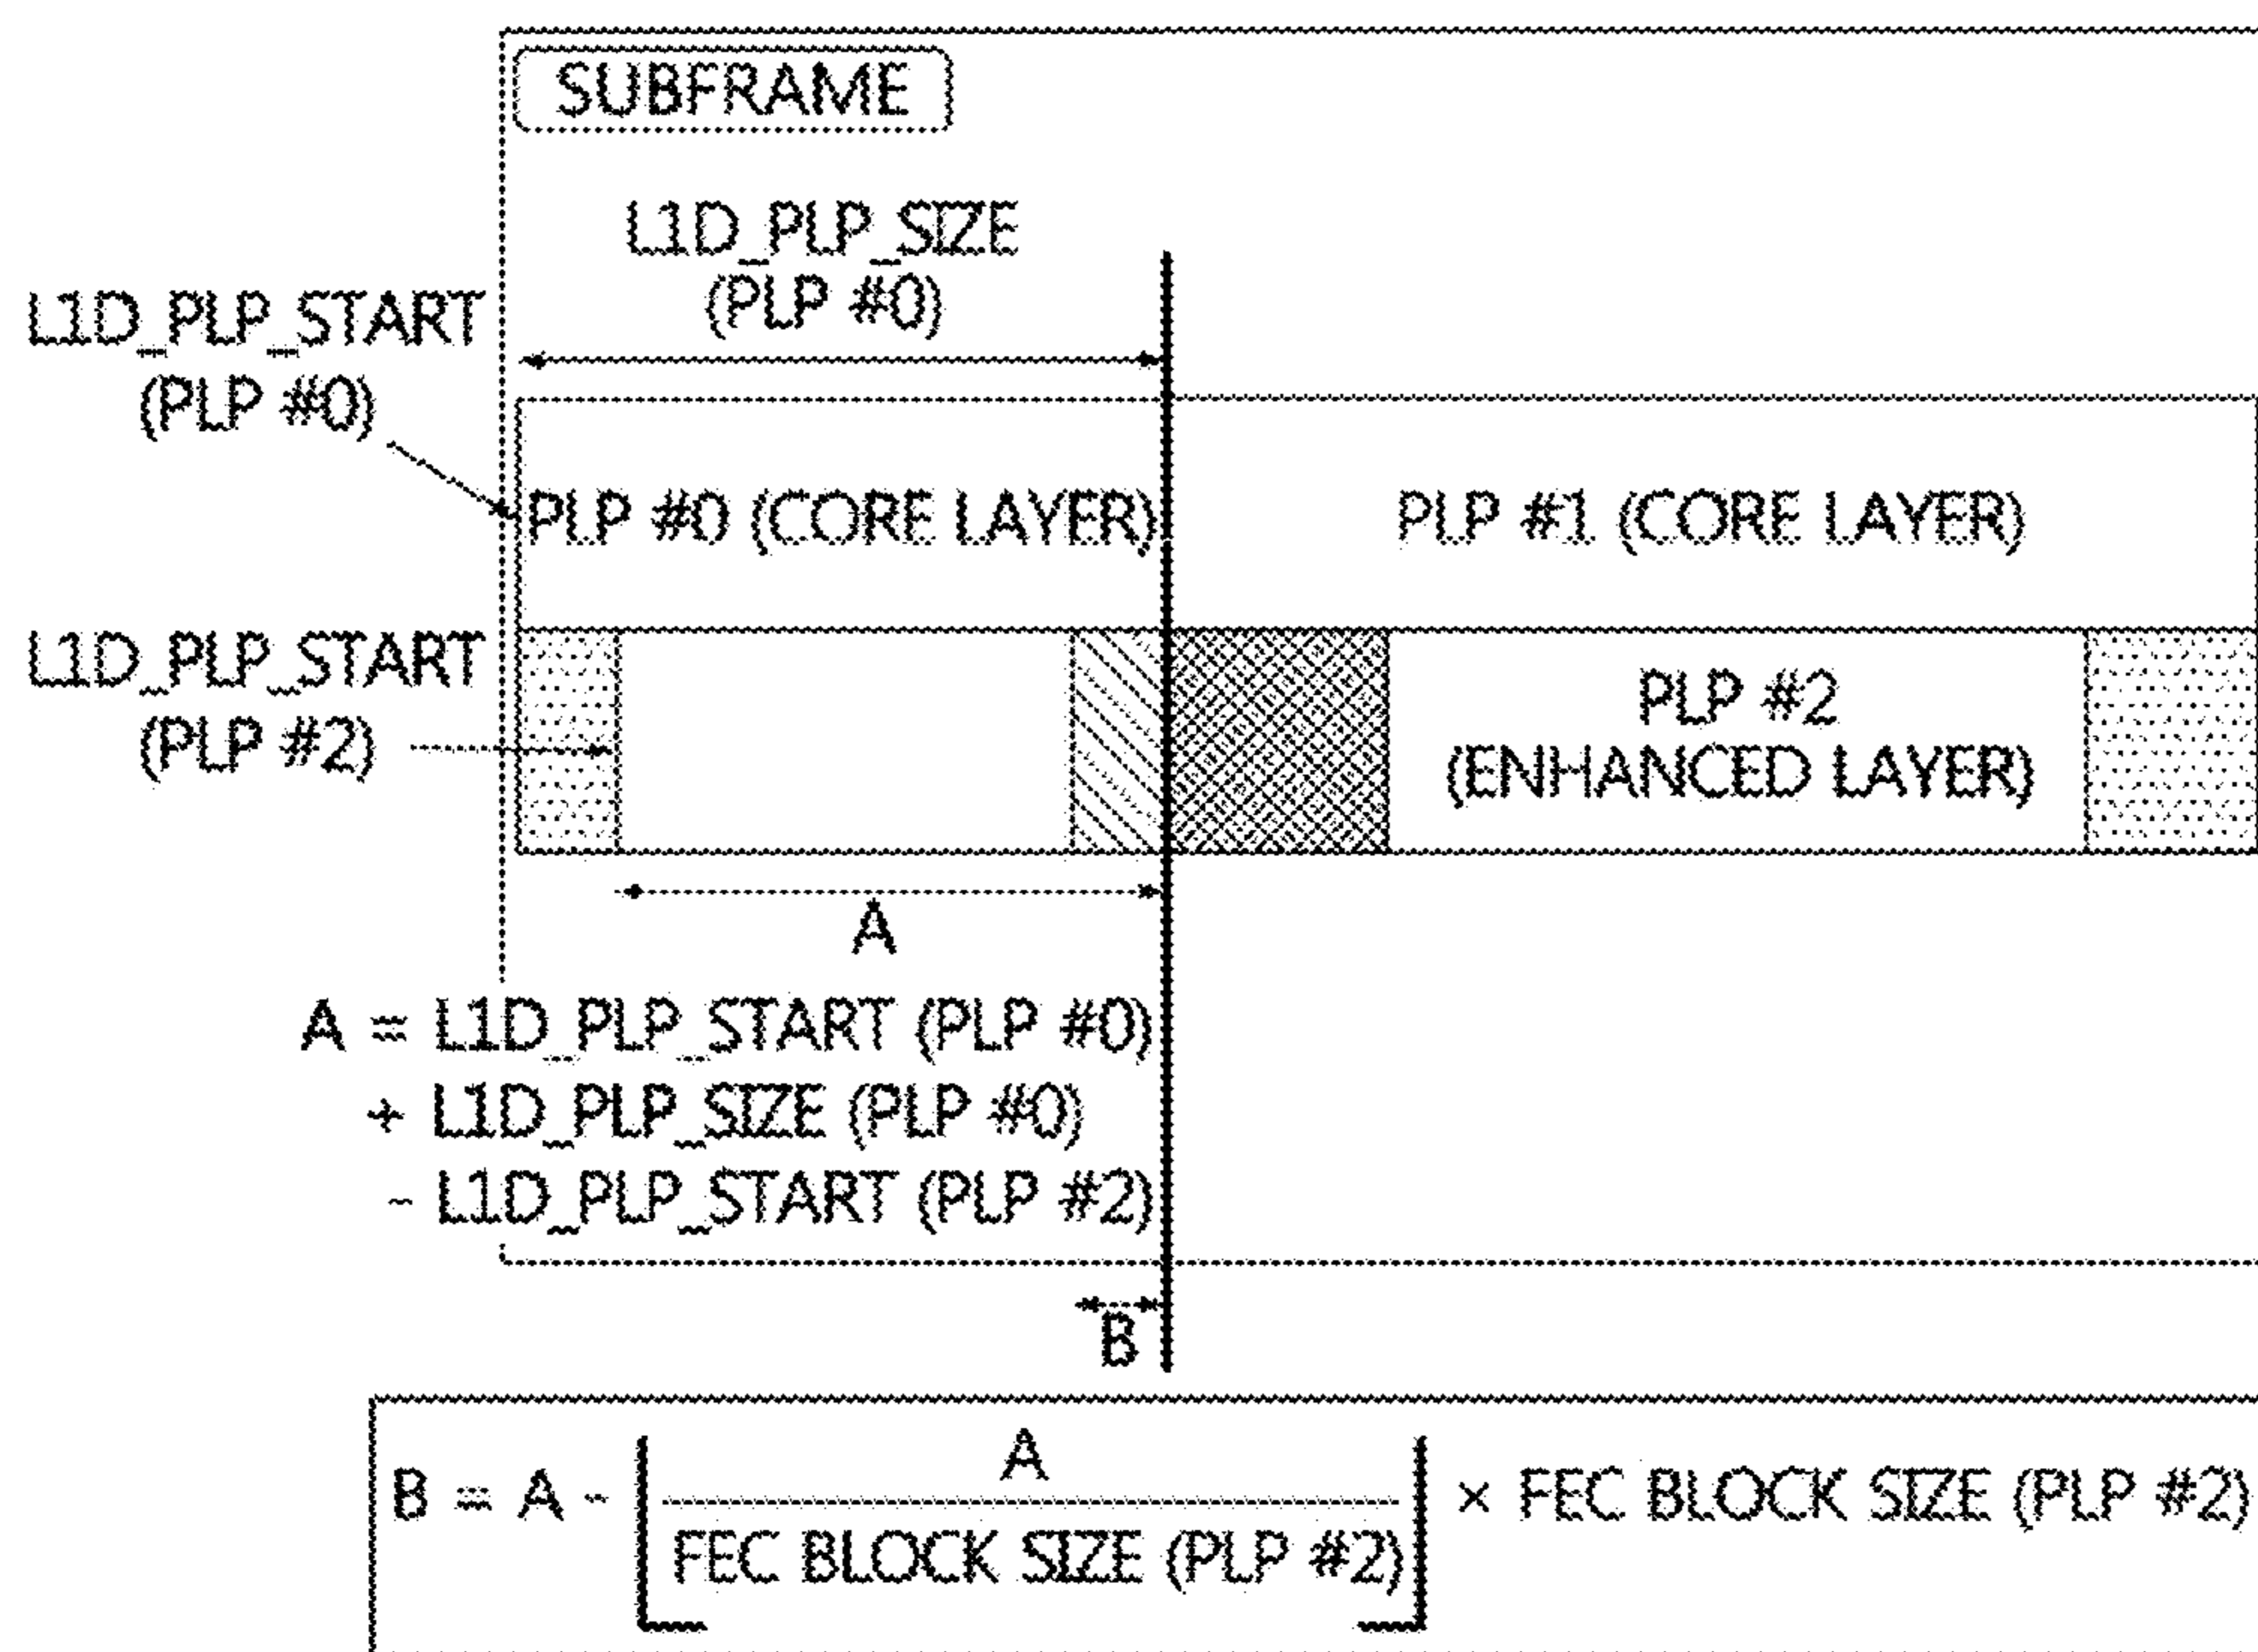 SUBFRAME
L1D_PLP_SIZE
(PLP #0)
L1D_PLP_START
(PLP #0)
PLP #0 (CORE LAYER)
PLP #1 (CORE LAYER)
L1D_PLP_START
(PLP #2)
PLP #2
(ENHANCED LAYER)
A
A = L1D_PLP_START (PLP #0)
+ L1D_PLP_SIZE (PLP #0)
- L1D_PLP_START (PLP #2)
B
B = A - ⌊ A / FEC BLOCK SIZE (PLP #2) ⌋ × FEC BLOCK SIZE (PLP #2)